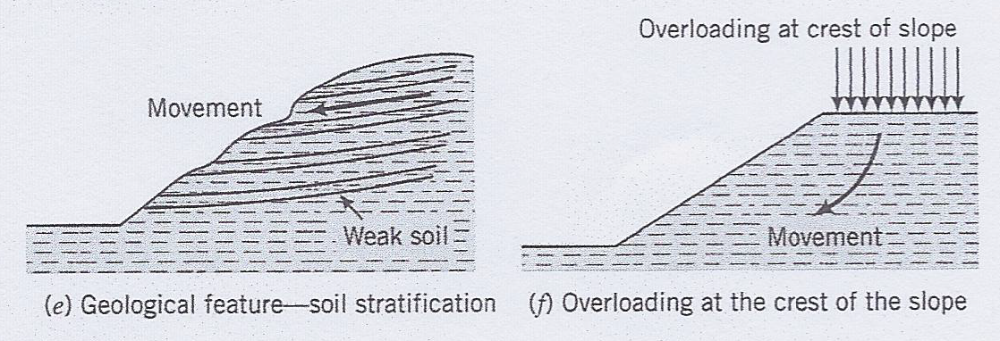 Overloading at crest of slope
Movement
Weak soil
Movement
(e) Geological feature—soil stratification
(f) Overloading at the crest of the slope